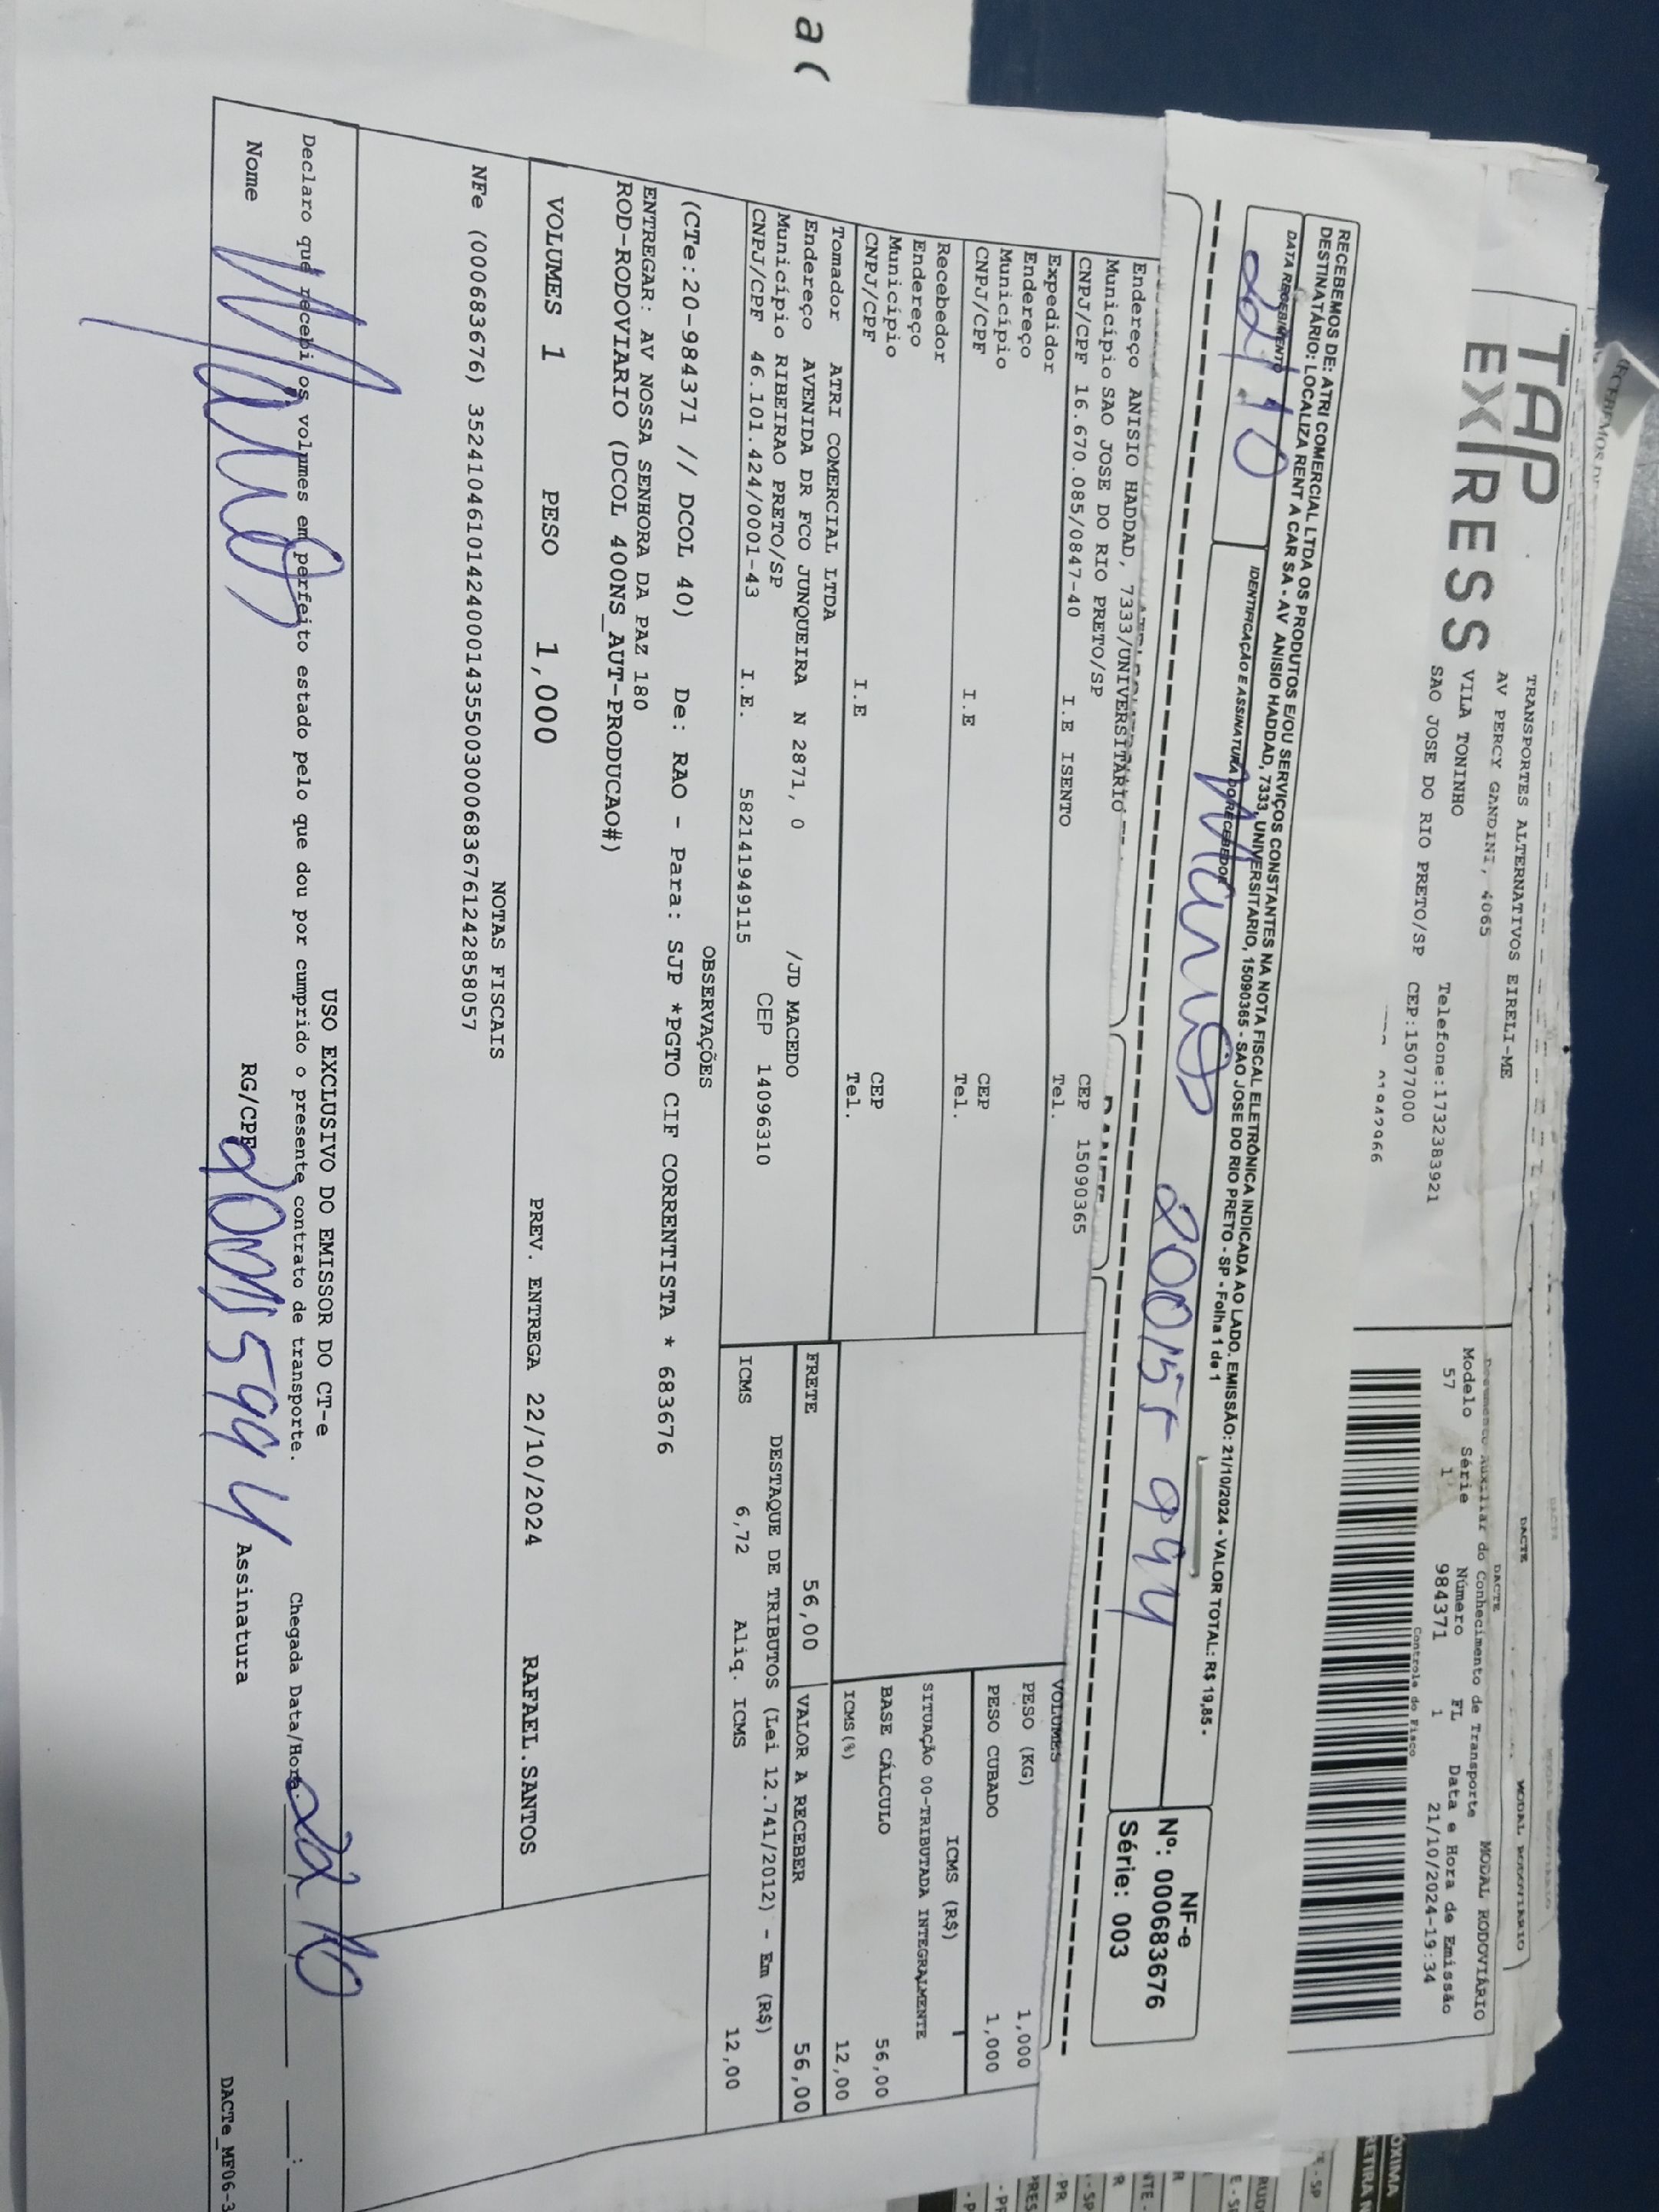 a(
TAP
EXPRESS
TRANSPORTES ALTERNATIVOS EIRELI-ME
AV PERCY GANDINI, 4065
VILA TONINHO
SAO JOSE DO RIO PRETO/SP
Telefone:1732383921
CEP:15077000
DACTE
MODAL RODOVIÁRIO
Documento Auxiliar do Conhecimento de Transporte
Modelo Série Número FL Data e Hora de Emissão
57 1 984371 1 21/10/2024-19:34
Controle do Fisco
RECEBEMOS DE: ATRI COMERCIAL LTDA OS PRODUTOS E/OU SERVIÇOS CONSTANTES NA NOTA FISCAL ELETRÔNICA INDICADA AO LADO. EMISSÃO: 21/10/2024 - VALOR TOTAL: R$ 19,85 -
DESTINATÁRIO: LOCALIZA RENT A CAR SA - AV ANISIO HADDAD, 7333, UNIVERSITARIO, 15090365 - SAO JOSE DO RIO PRETO - SP - Folha 1 de 1
DATA RECEBIMENTO
IDENTIFICAÇÃO E ASSINATURA DO RECEBEDOR
22/10
NF-e
Nº: 000683676
Série: 003
Endereço ANISIO HADDAD, 7333/UNIVERSITARIO
Município SAO JOSE DO RIO PRETO/SP
CNPJ/CPF 16.670.085/0847-40 I.E ISENTO CEP 15090365
Expedidor Tel.
Endereço
Município CEP
CNPJ/CPF I.E Tel.
Recebedor
Endereço
Município CEP
CNPJ/CPF I.E Tel.
VOLUMES
PESO (KG) 1,000
PESO CUBADO 1,000
ICMS (R$)
SITUAÇÃO 00-TRIBUTADA INTEGRALMENTE
BASE CÁLCULO 56,00
ICMS(%) 12,00
Tomador ATRI COMERCIAL LTDA
Endereço AVENIDA DR FCO JUNQUEIRA N 2871, 0 /JD MACEDO
Município RIBEIRAO PRETO/SP CEP 14096310
CNPJ/CPF 46.101.424/0001-43 I.E. 582141949115
FRETE 56,00 VALOR A RECEBER 56,00
DESTAQUE DE TRIBUTOS (Lei 12.741/2012) - Em (R$)
ICMS 6,72 Aliq. ICMS 12,00
OBSERVAÇÕES
(CTe:20-984371 // DCOL 40) De: RAO - Para: SJP *PGTO CIF CORRENTISTA * 683676
ENTREGAR: AV NOSSA SENHORA DA PAZ 180
ROD-RODOVIARIO (DCOL 400NS_AUT-PRODUCAO#)
VOLUMES 1 PESO 1,000 PREV. ENTREGA 22/10/2024 RAFAEL.SANTOS
NOTAS FISCAIS
NFe (000683676) 35241046101424000143550030006836761242858057
USO EXCLUSIVO DO EMISSOR DO CT-e
Declaro que recebi os volumes em perfeito estado pelo que dou por cumprido o presente contrato de transporte. Chegada Data/Hora: 22/10
Nome RG/CPF Assinatura
DACTe_MF06-3